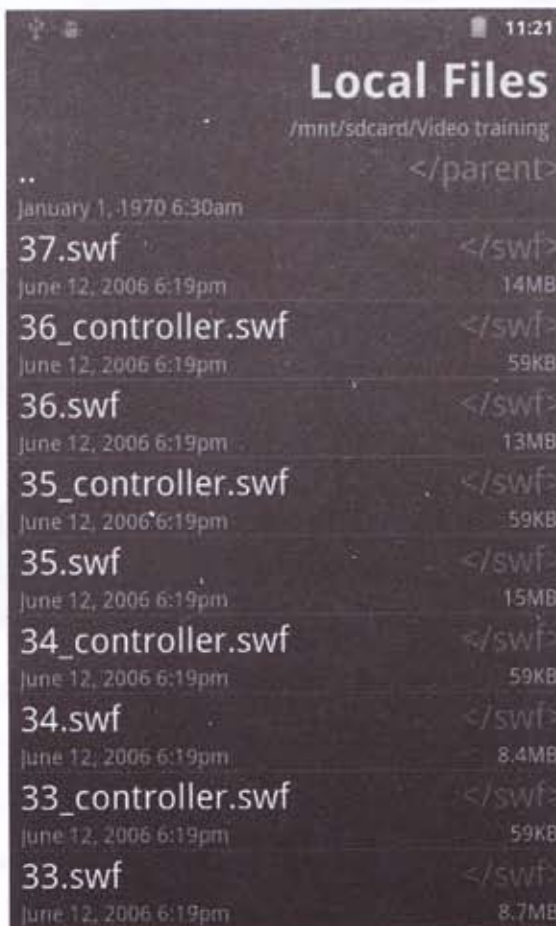 11:21
Local Files
/mnt/sdcard/Video training
.. </parent>
January 1, 1970 6:30am
37.swf </swf>
June 12, 2006 6:19pm 14MB
36_controller.swf </swf>
June 12, 2006 6:19pm 59KB
36.swf </swf>
June 12, 2006 6:19pm 13MB
35_controller.swf </swf>
June 12, 2006 6:19pm 59KB
35.swf </swf>
June 12, 2006 6:19pm 15MB
34_controller.swf </swf>
June 12, 2006 6:19pm 59KB
34.swf </swf>
June 12, 2006 6:19pm 8.4MB
33_controller.swf </swf>
June 12, 2006 6:19pm 59KB
33.swf </swf>
June 12, 2006 6:19pm 8.7MB